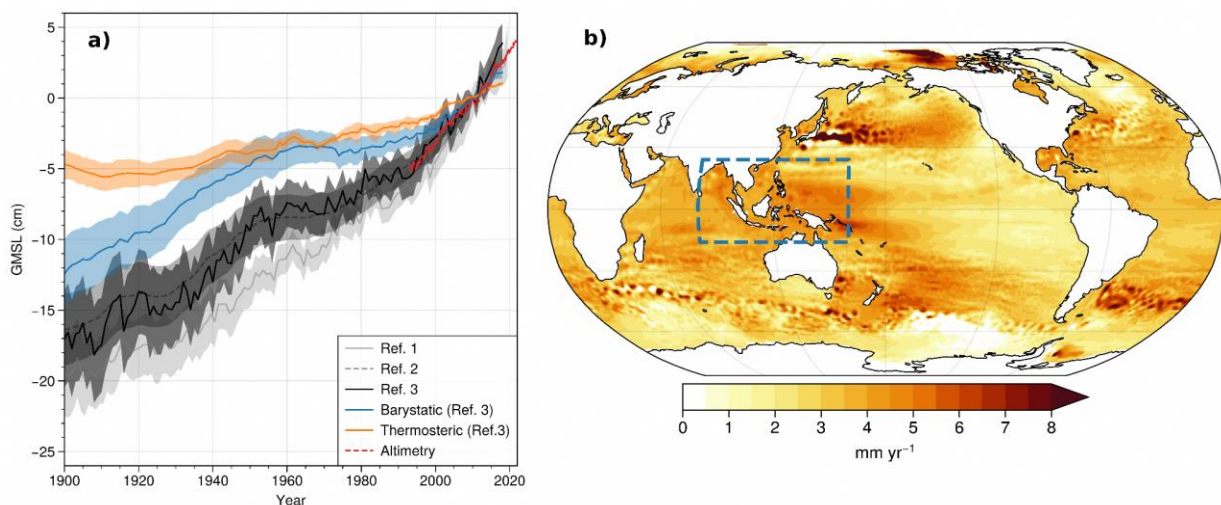 a)
5
0
−5
−10
−15
−20
−25
GMSL (cm)
1900
1920
1940
1960
1980
2000
2020
Year
Ref. 1
Ref. 2
Ref. 3
Barystatic (Ref. 3)
Thermosteric (Ref.3)
Altimetry
b)
0 1 2 3 4 5 6 7 8
mm yr⁻¹